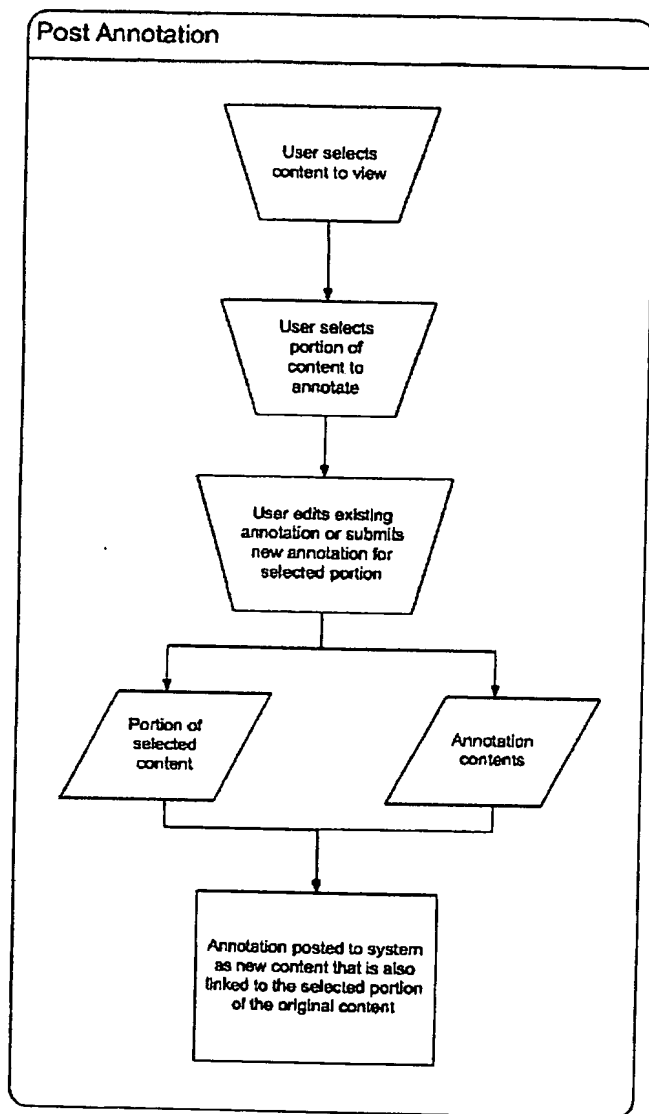 Post Annotation
User selects
content to view
User selects
portion of
content to
annotate
User edits existing
annotation or submits
new annotation for
selected portion
Portion of
selected
content
Annotation
contents
Annotation posted to system
as new content that is also
linked to the selected portion
of the original content